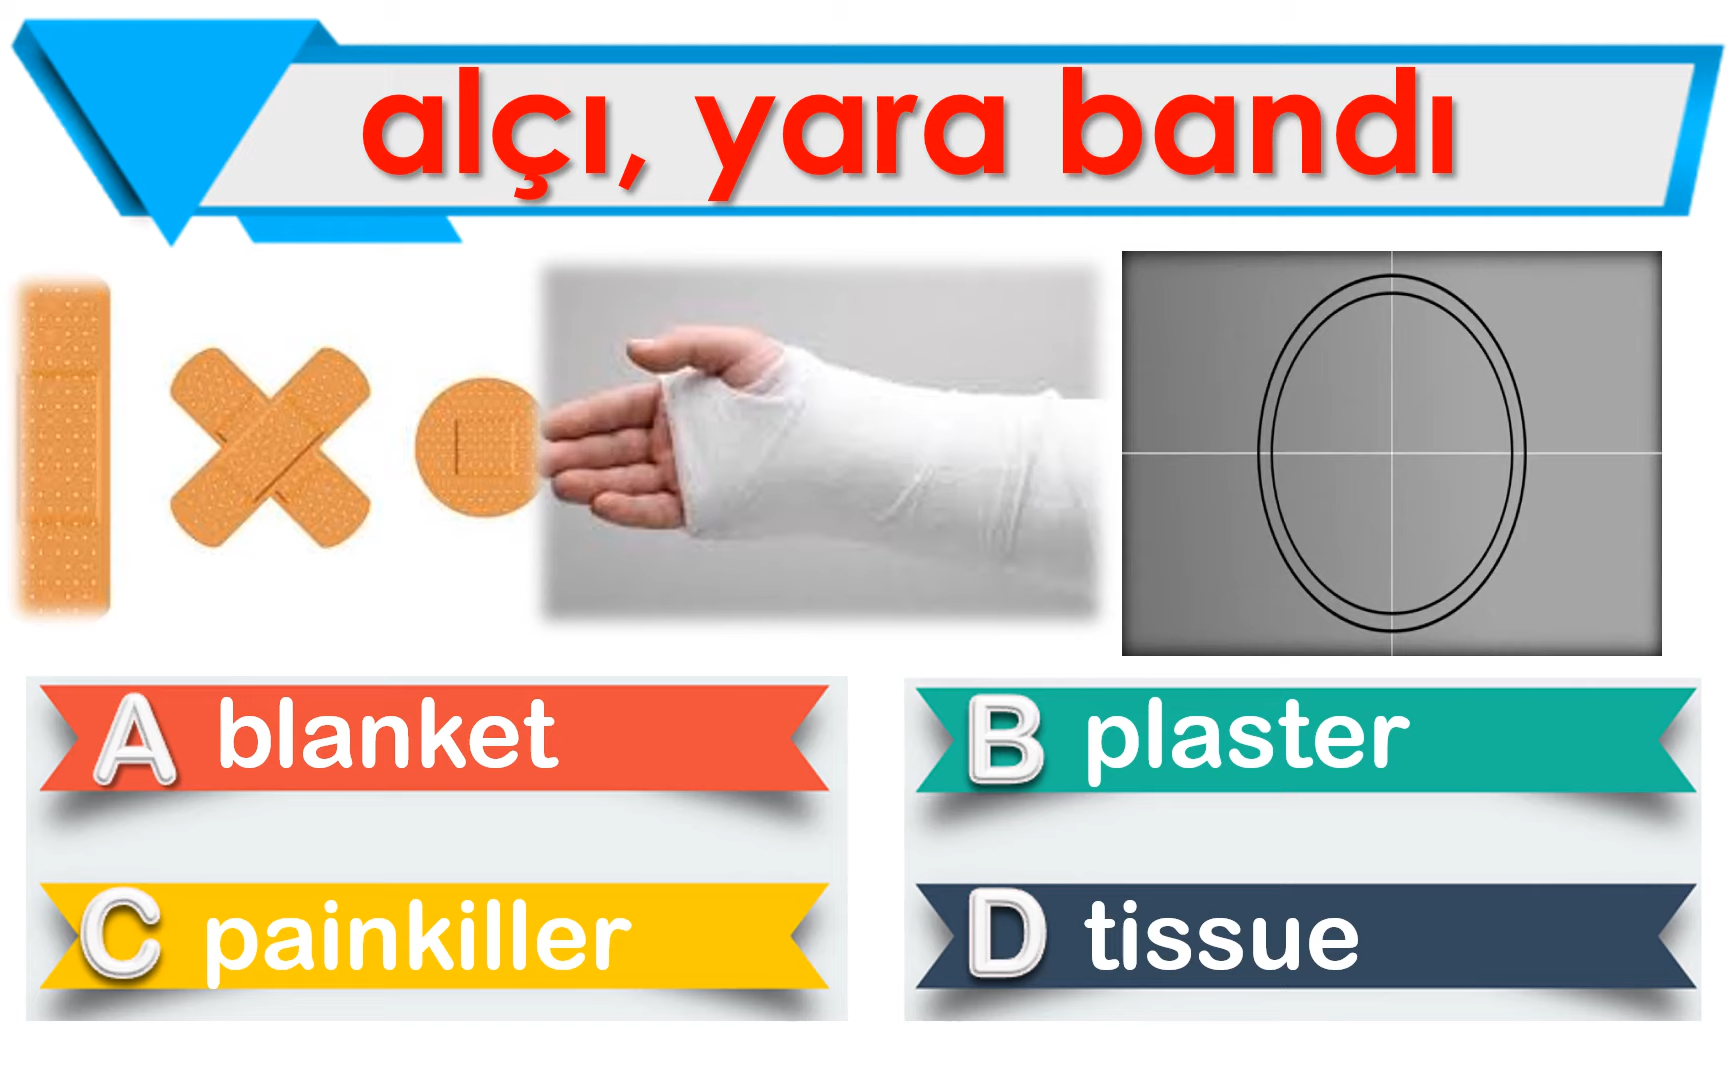 alçı, yara bandı
A blanket
B plaster
C painkiller
D tissue